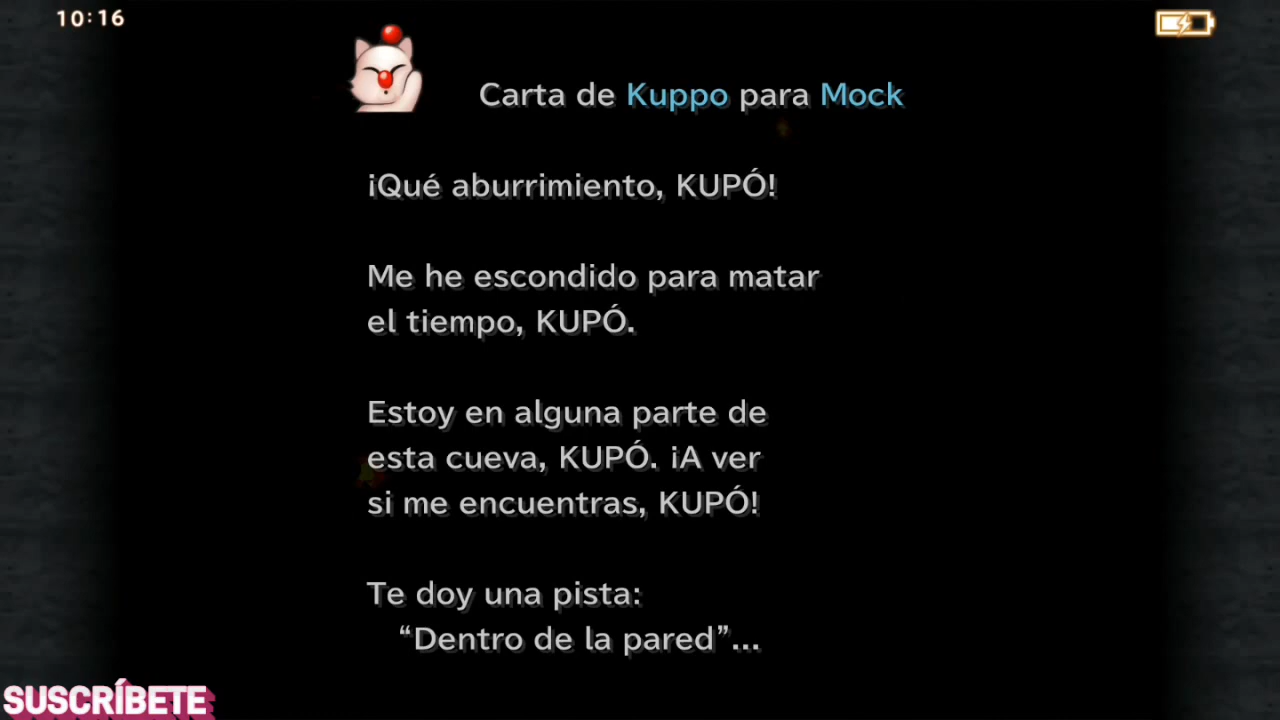 10:16
Carta de Kuppo para Mock
¡Qué aburrimiento, KUPÓ!
Me he escondido para matar
el tiempo, KUPÓ.
Estoy en alguna parte de
esta cueva, KUPÓ. ¡A ver
si me encuentras, KUPÓ!
Te doy una pista:
“Dentro de la pared”...
SUSCRÍBETE